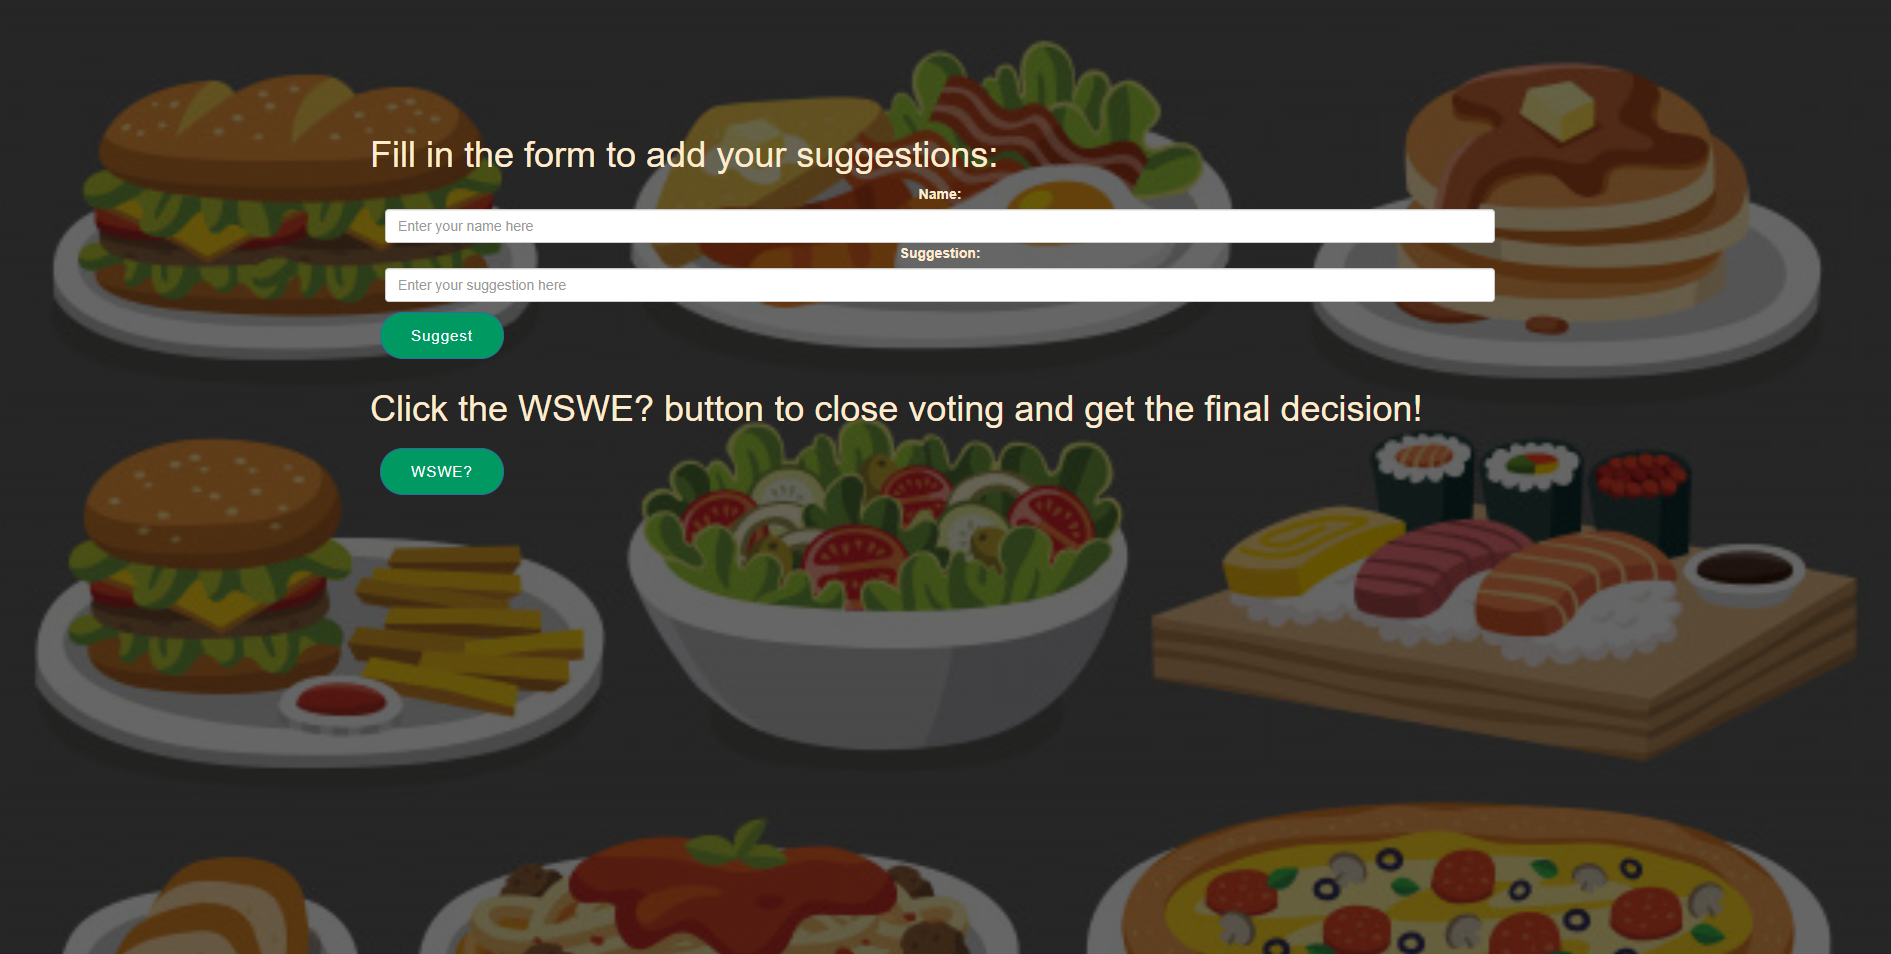 Fill in the form to add your suggestions:
Name:
Enter your name here
Suggestion:
Enter your suggestion here
Suggest
Click the WSWE? button to close voting and get the final decision!
WSWE?